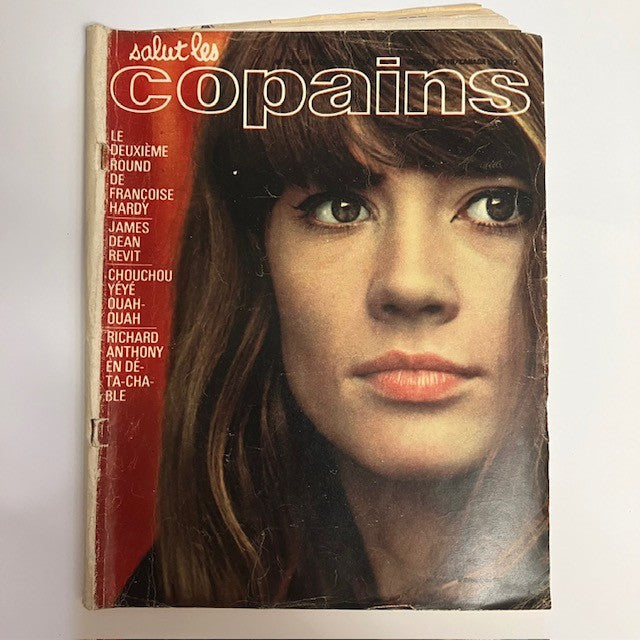 salut les
copains
LE
DEUXIÈME
ROUND
DE
FRANÇOISE
HARDY
JAMES
DEAN
REVIT
CHOUCHOU
YÉYÉ
OUAH-
OUAH
RICHARD
ANTHONY
EN DÉ-
TA-CHA-
BLE